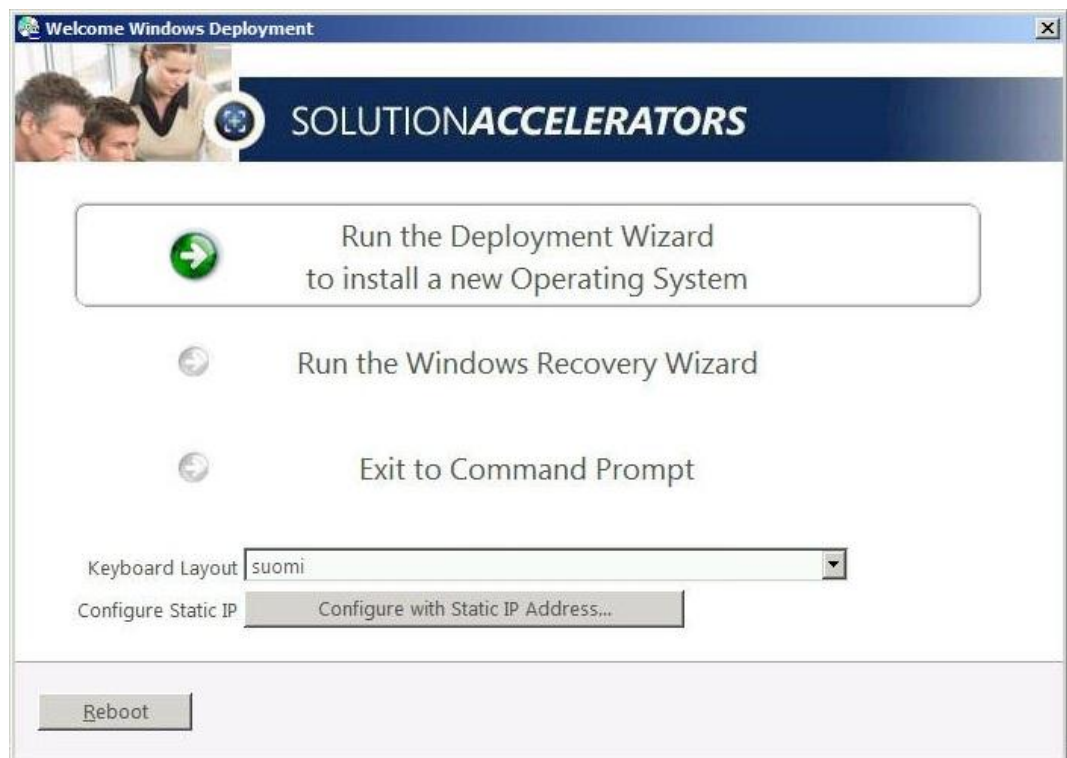 Welcome Windows Deployment
SOLUTIONACCELERATORS
Run the Deployment Wizard
to install a new Operating System
Run the Windows Recovery Wizard
Exit to Command Prompt
Keyboard Layout suomi
Configure Static IP Configure with Static IP Address...
Reboot